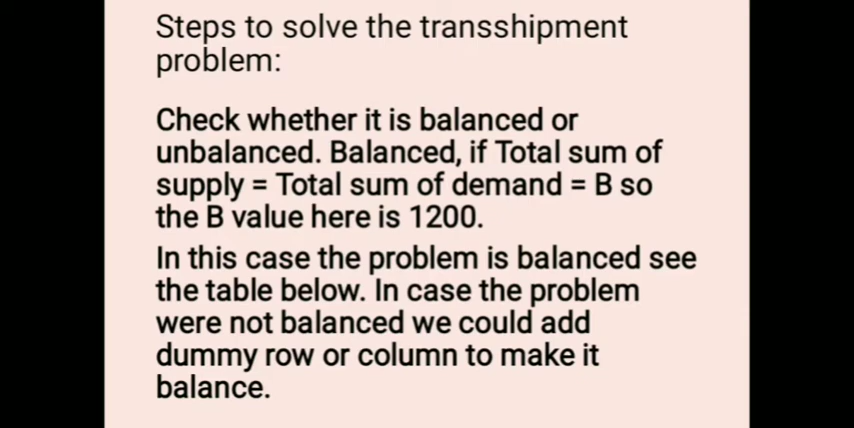 Steps to solve the transshipment
problem:
Check whether it is balanced or
unbalanced. Balanced, if Total sum of
supply = Total sum of demand = B so
the B value here is 1200.
In this case the problem is balanced see
the table below. In case the problem
were not balanced we could add
dummy row or column to make it
balance.